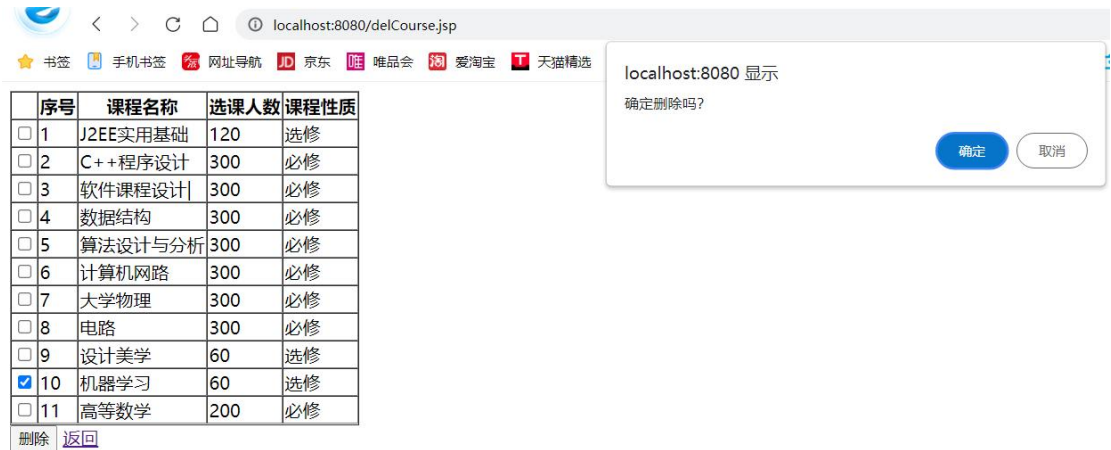 localhost:8080/delCourse.jsp
书签 手机书签 网址导航 JD 京东 唯品会 淘 爱淘宝 T 天猫精选
localhost:8080 显示
确定删除吗?
确定 取消
序号 课程名称 选课人数 课程性质
1 J2EE实用基础 120 选修
2 C++程序设计 300 必修
3 软件课程设计| 300 必修
4 数据结构 300 必修
5 算法设计与分析 300 必修
6 计算机网路 300 必修
7 大学物理 300 必修
8 电路 300 必修
9 设计美学 60 选修
10 机器学习 60 选修
11 高等数学 200 必修
删除 返回